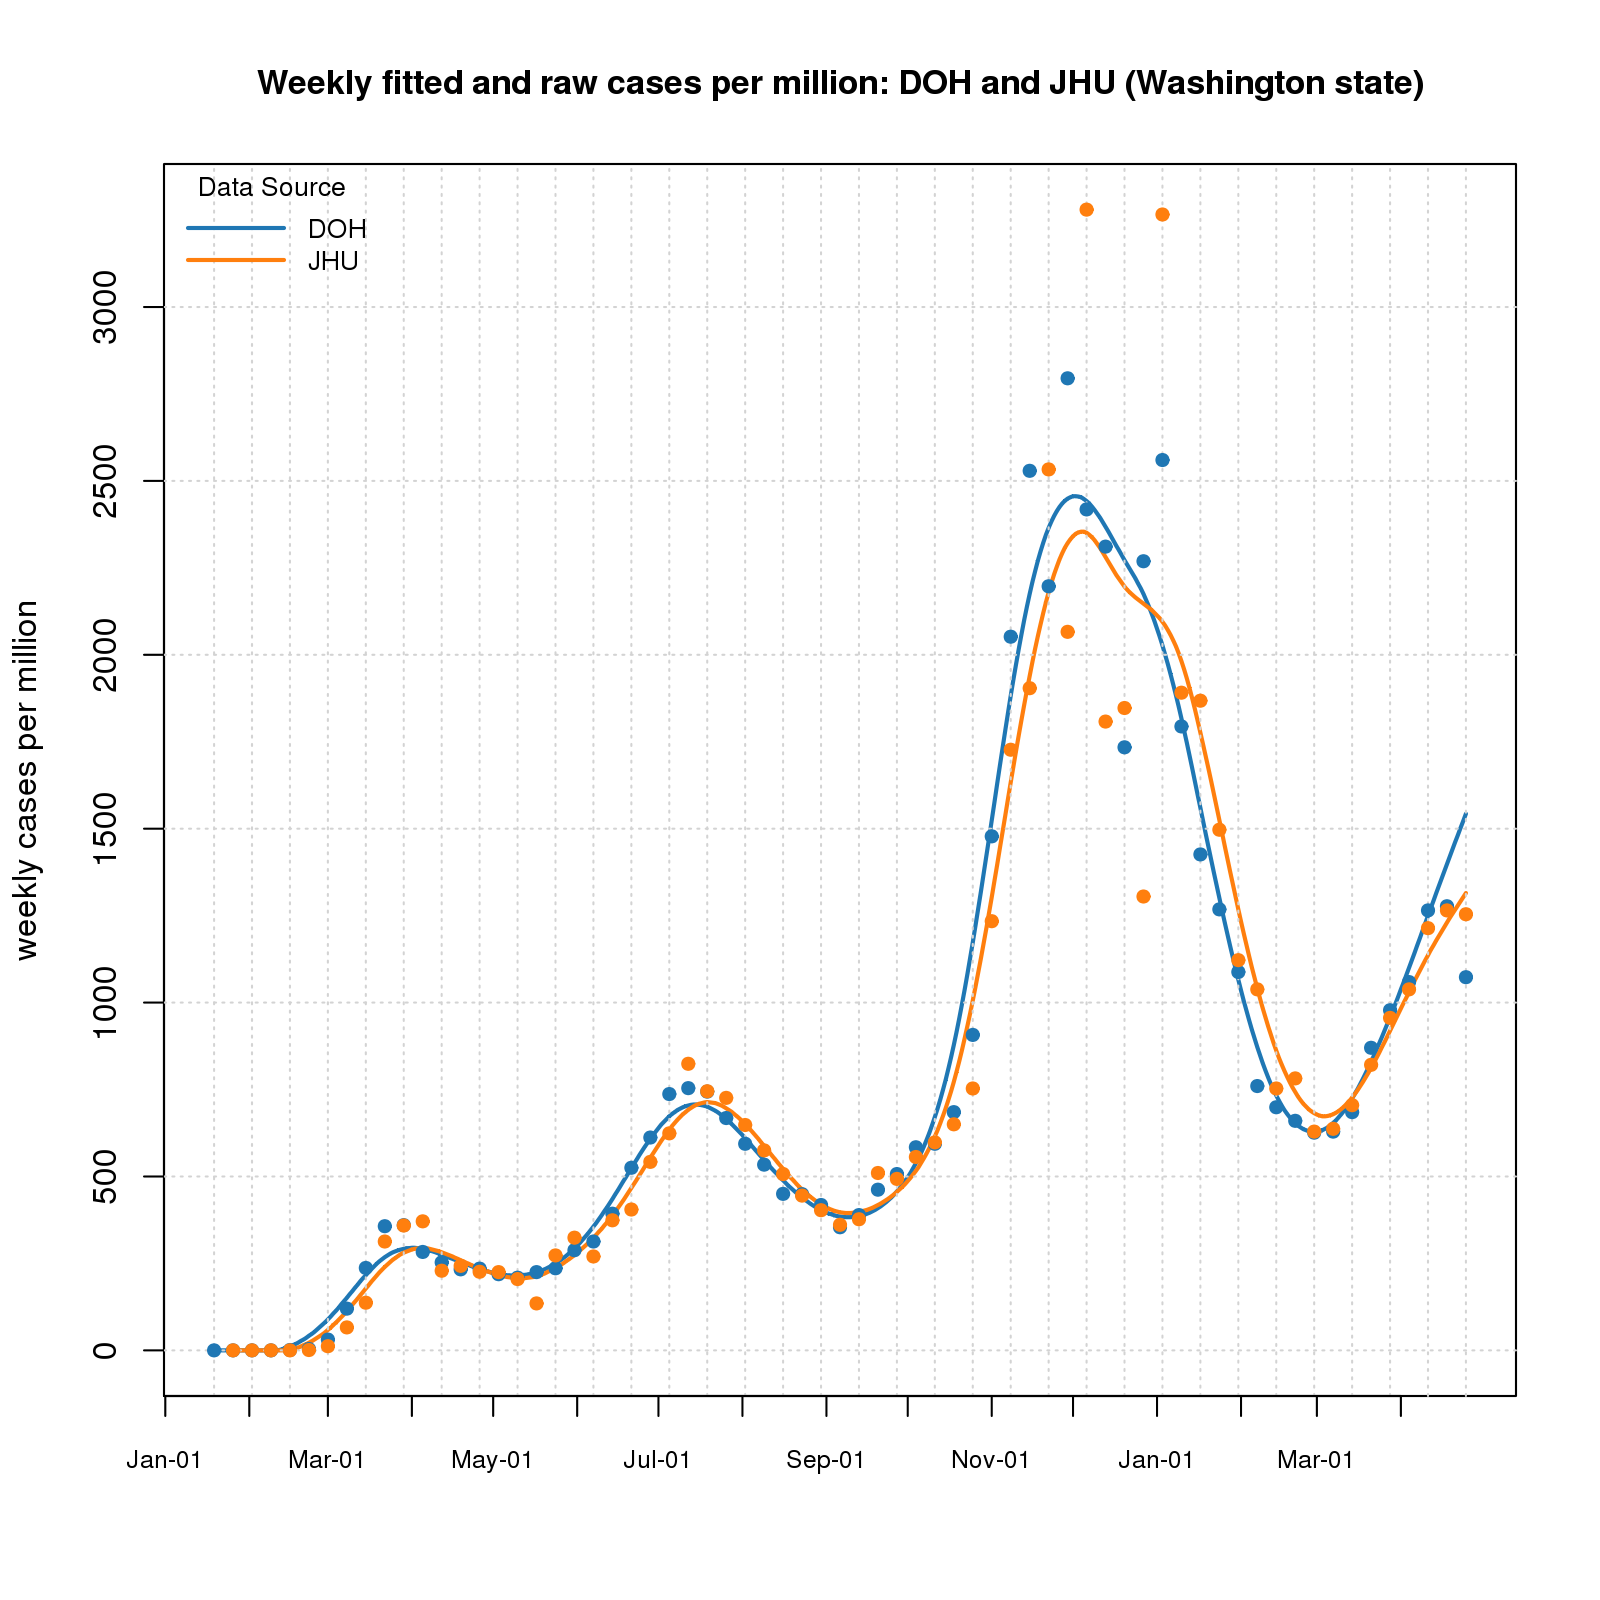 Weekly fitted and raw cases per million: DOH and JHU (Washington state)
Data Source
DOH
JHU
weekly cases per million
3000
2500
2000
1500
1000
500
0
Jan-01 Mar-01 May-01 Jul-01 Sep-01 Nov-01 Jan-01 Mar-01